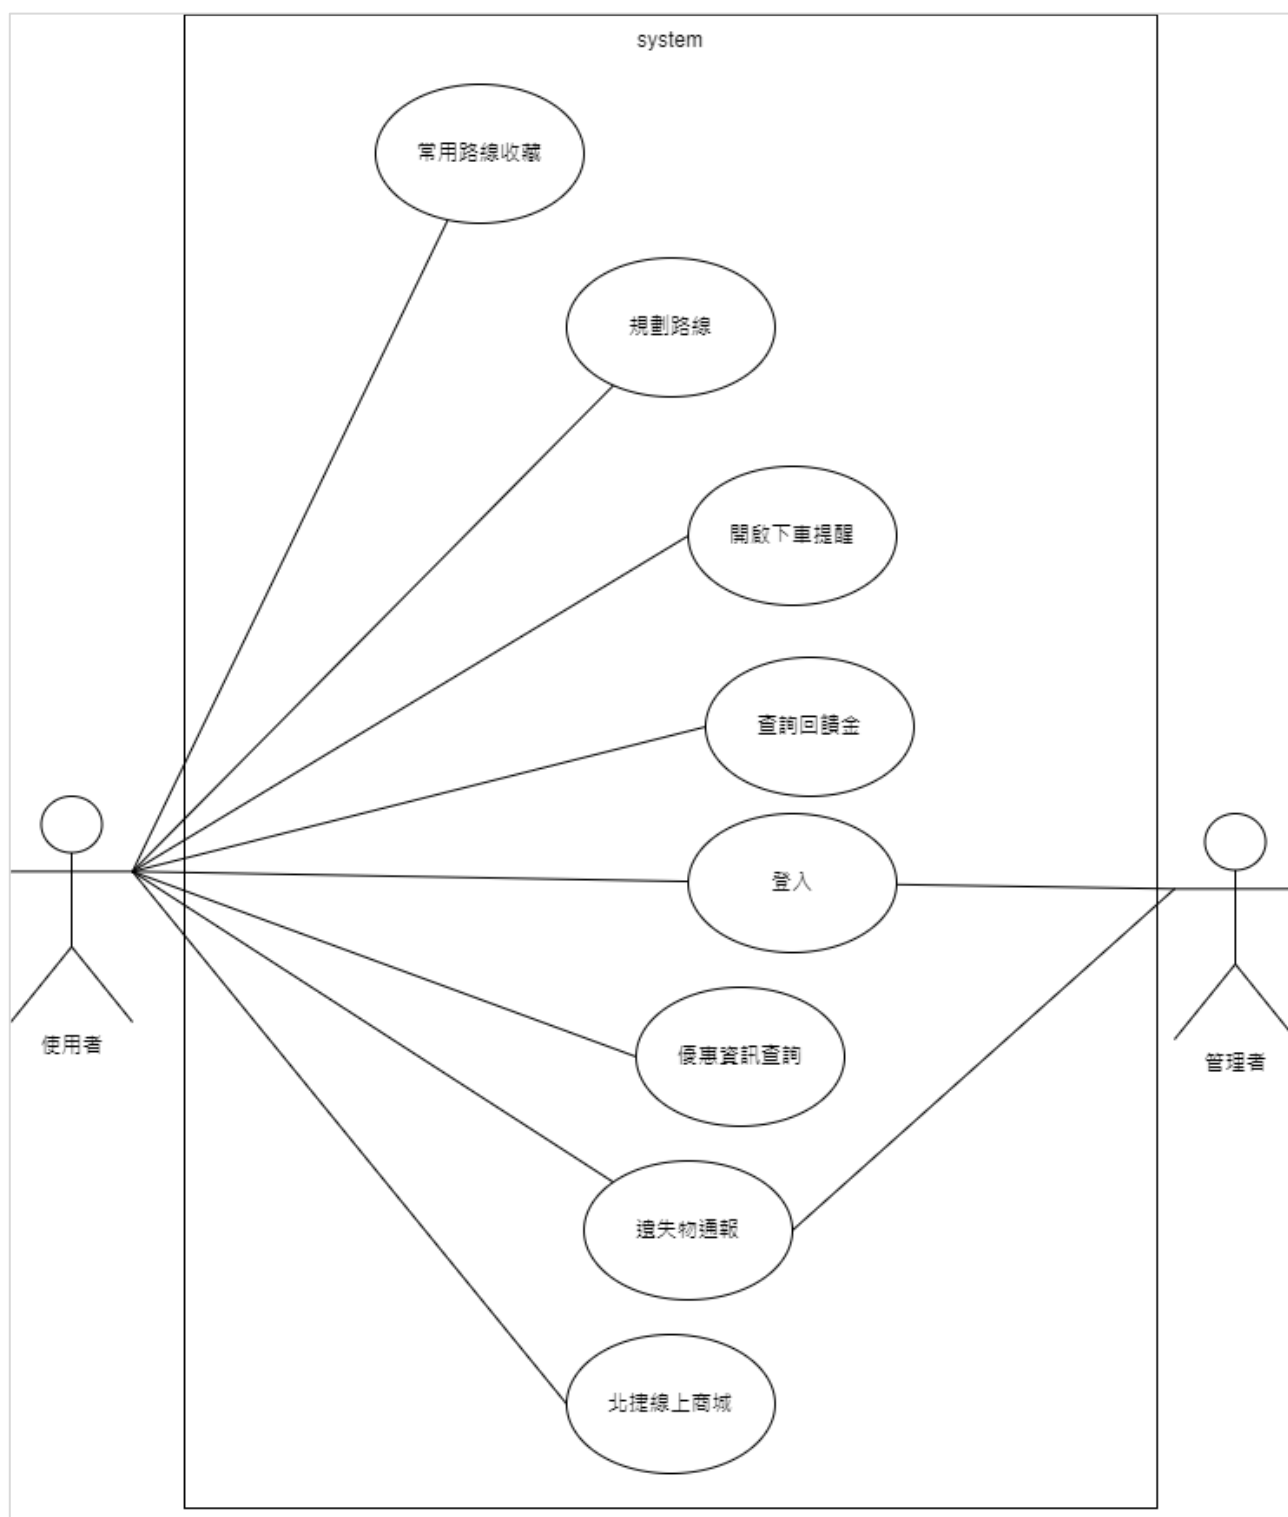 system
常用路線收藏
規劃路線
開啟下車提醒
查詢回饋金
登入
使用者
管理者
優惠資訊查詢
遺失物通報
北捷線上商城